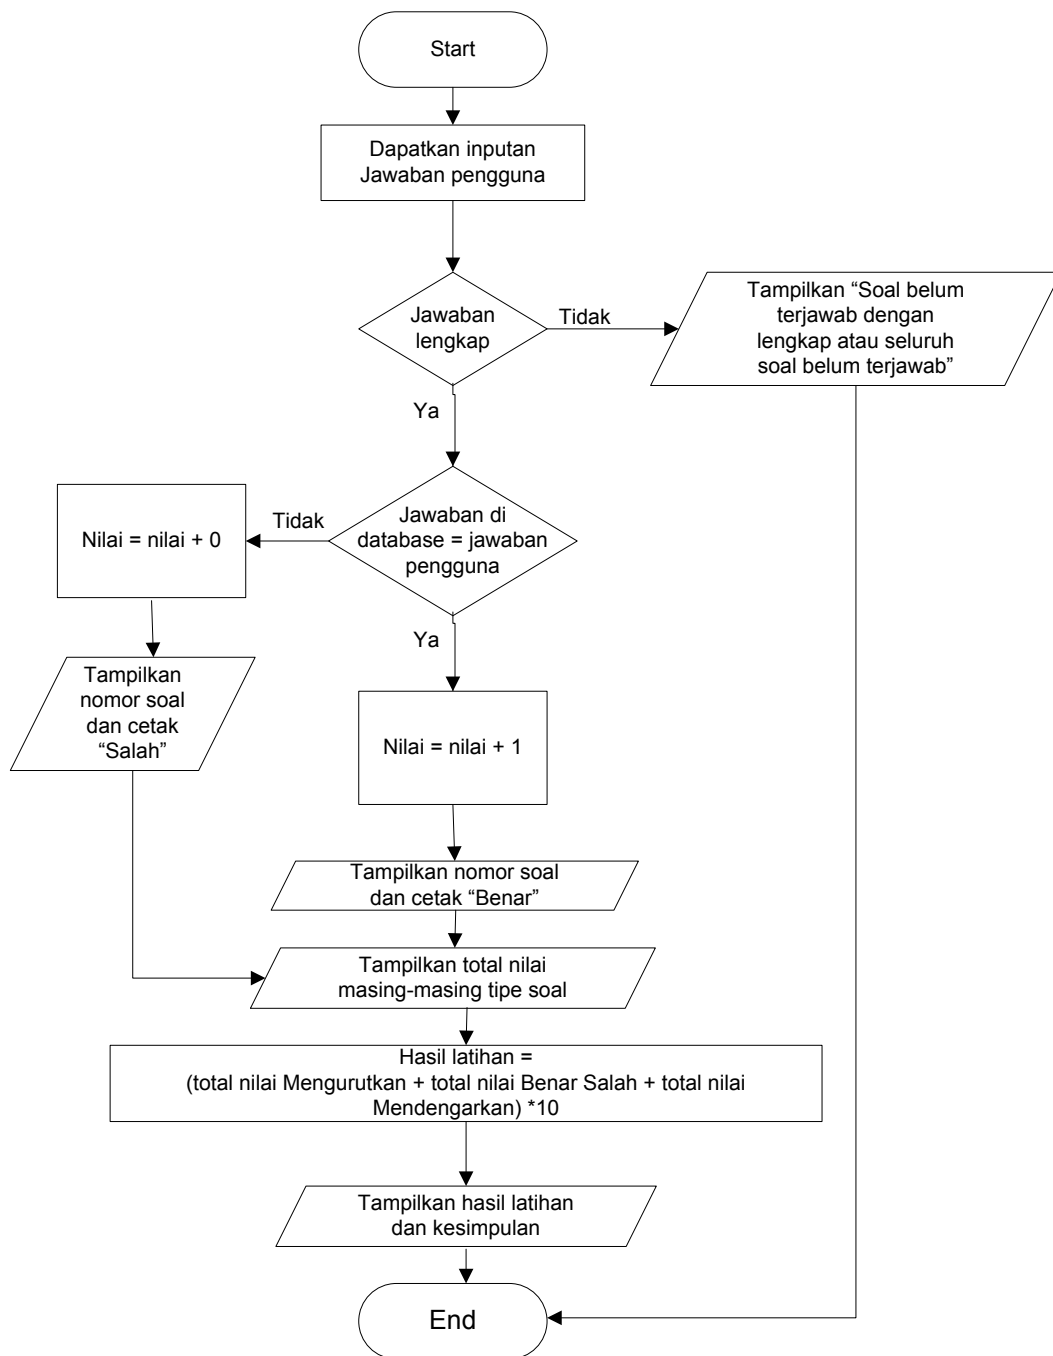 Start
Dapatkan inputan
Jawaban pengguna
Jawaban
lengkap
Tidak
Tampilkan “Soal belum
terjawab dengan
lengkap atau seluruh
soal belum terjawab”
Ya
Jawaban di
database = jawaban
pengguna
Tidak
Nilai = nilai + 0
Tampilkan
nomor soal
dan cetak
“Salah”
Ya
Nilai = nilai + 1
Tampilkan nomor soal
dan cetak “Benar”
Tampilkan total nilai
masing-masing tipe soal
Hasil latihan =
(total nilai Mengurutkan + total nilai Benar Salah + total nilai
Mendengarkan) *10
Tampilkan hasil latihan
dan kesimpulan
End